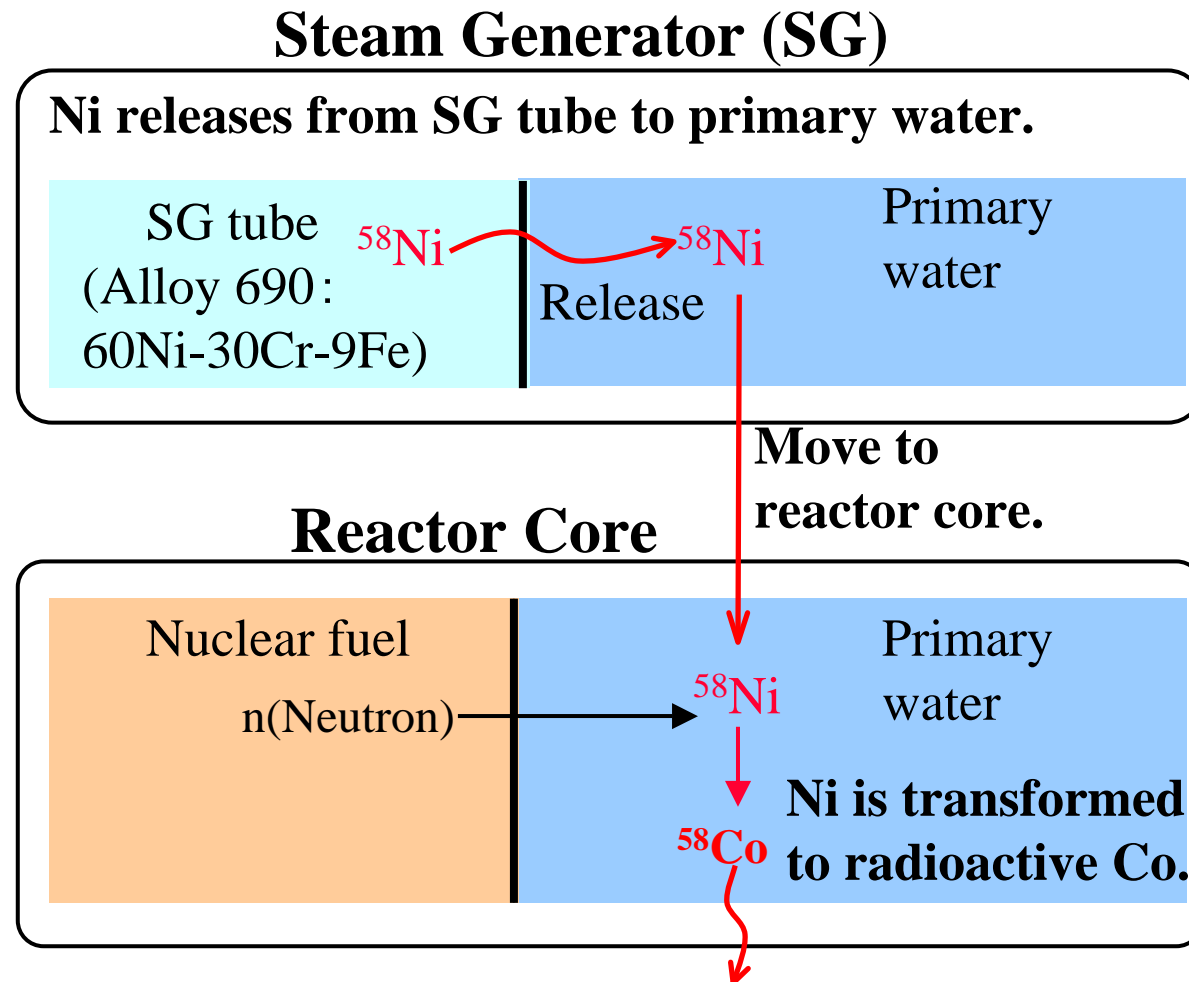 Steam Generator (SG)
Ni releases from SG tube to primary water.
SG tube
(Alloy 690:
60Ni-30Cr-9Fe)
⁵⁸Ni
⁵⁸Ni
Release
Primary
water
Move to
reactor core.
Reactor Core
Nuclear fuel
n(Neutron)
⁵⁸Ni
Primary
water
⁵⁸Co
Ni is transformed
to radioactive Co.